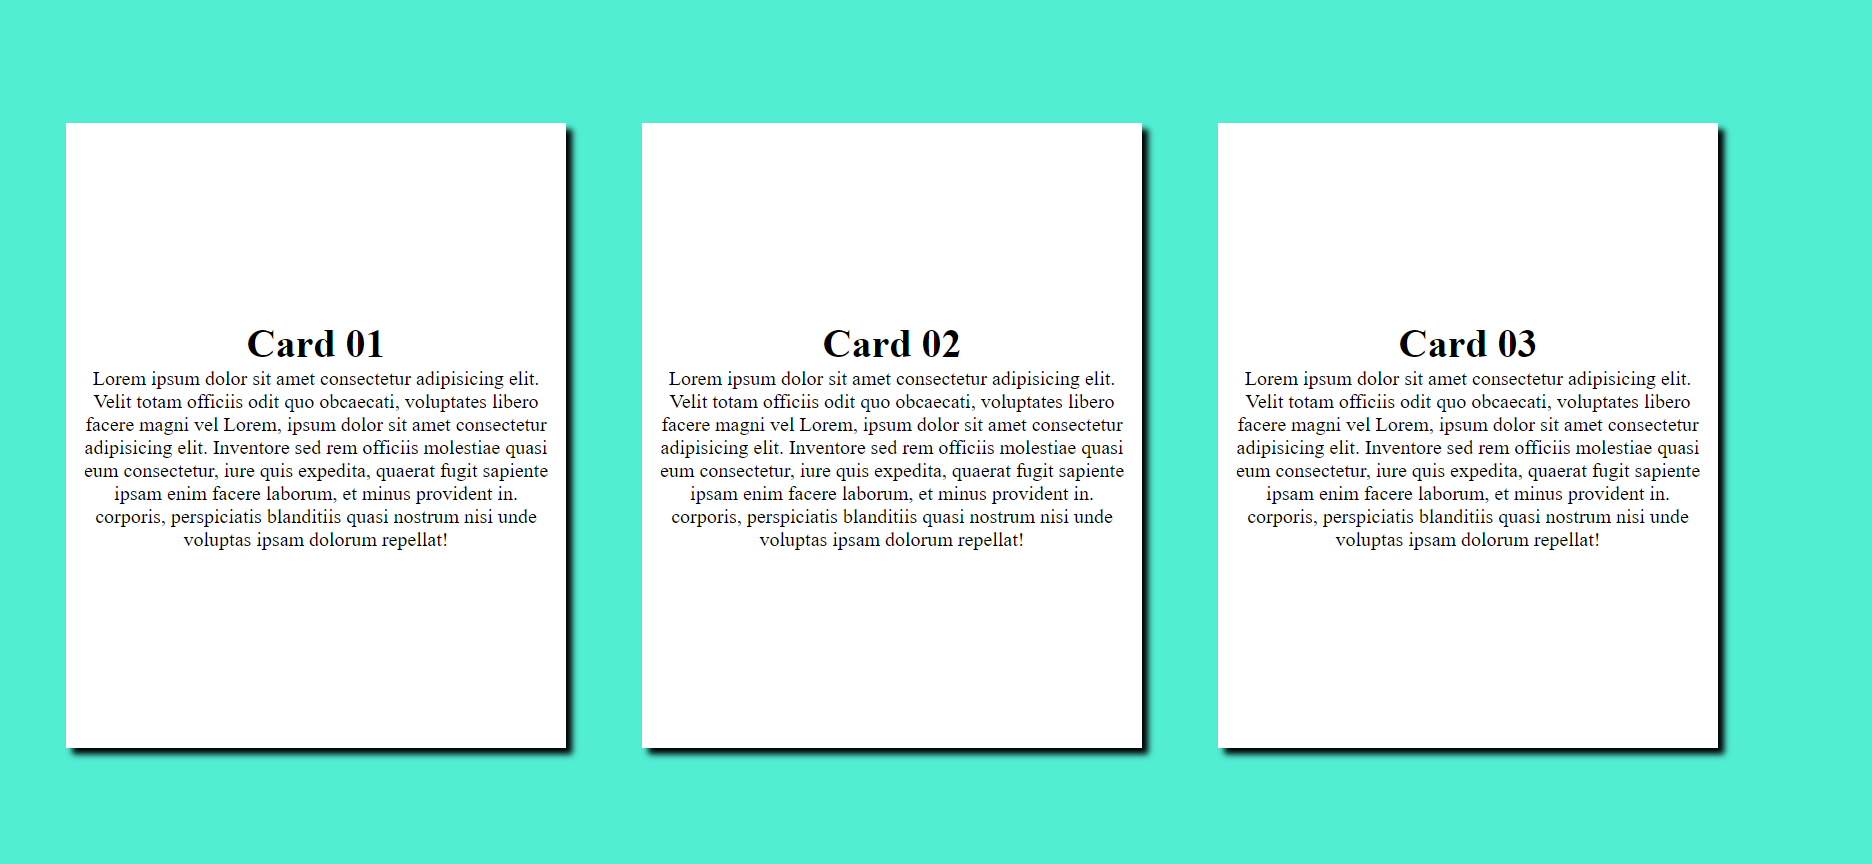 Card 01
Lorem ipsum dolor sit amet consectetur adipisicing elit.
Velit totam officiis odit quo obcaecati, voluptates libero
facere magni vel Lorem, ipsum dolor sit amet consectetur
adipisicing elit. Inventore sed rem officiis molestiae quasi
eum consectetur, iure quis expedita, quaerat fugit sapiente
ipsam enim facere laborum, et minus provident in.
corporis, perspiciatis blanditiis quasi nostrum nisi unde
voluptas ipsam dolorum repellat!
Card 02
Lorem ipsum dolor sit amet consectetur adipisicing elit.
Velit totam officiis odit quo obcaecati, voluptates libero
facere magni vel Lorem, ipsum dolor sit amet consectetur
adipisicing elit. Inventore sed rem officiis molestiae quasi
eum consectetur, iure quis expedita, quaerat fugit sapiente
ipsam enim facere laborum, et minus provident in.
corporis, perspiciatis blanditiis quasi nostrum nisi unde
voluptas ipsam dolorum repellat!
Card 03
Lorem ipsum dolor sit amet consectetur adipisicing elit.
Velit totam officiis odit quo obcaecati, voluptates libero
facere magni vel Lorem, ipsum dolor sit amet consectetur
adipisicing elit. Inventore sed rem officiis molestiae quasi
eum consectetur, iure quis expedita, quaerat fugit sapiente
ipsam enim facere laborum, et minus provident in.
corporis, perspiciatis blanditiis quasi nostrum nisi unde
voluptas ipsam dolorum repellat!